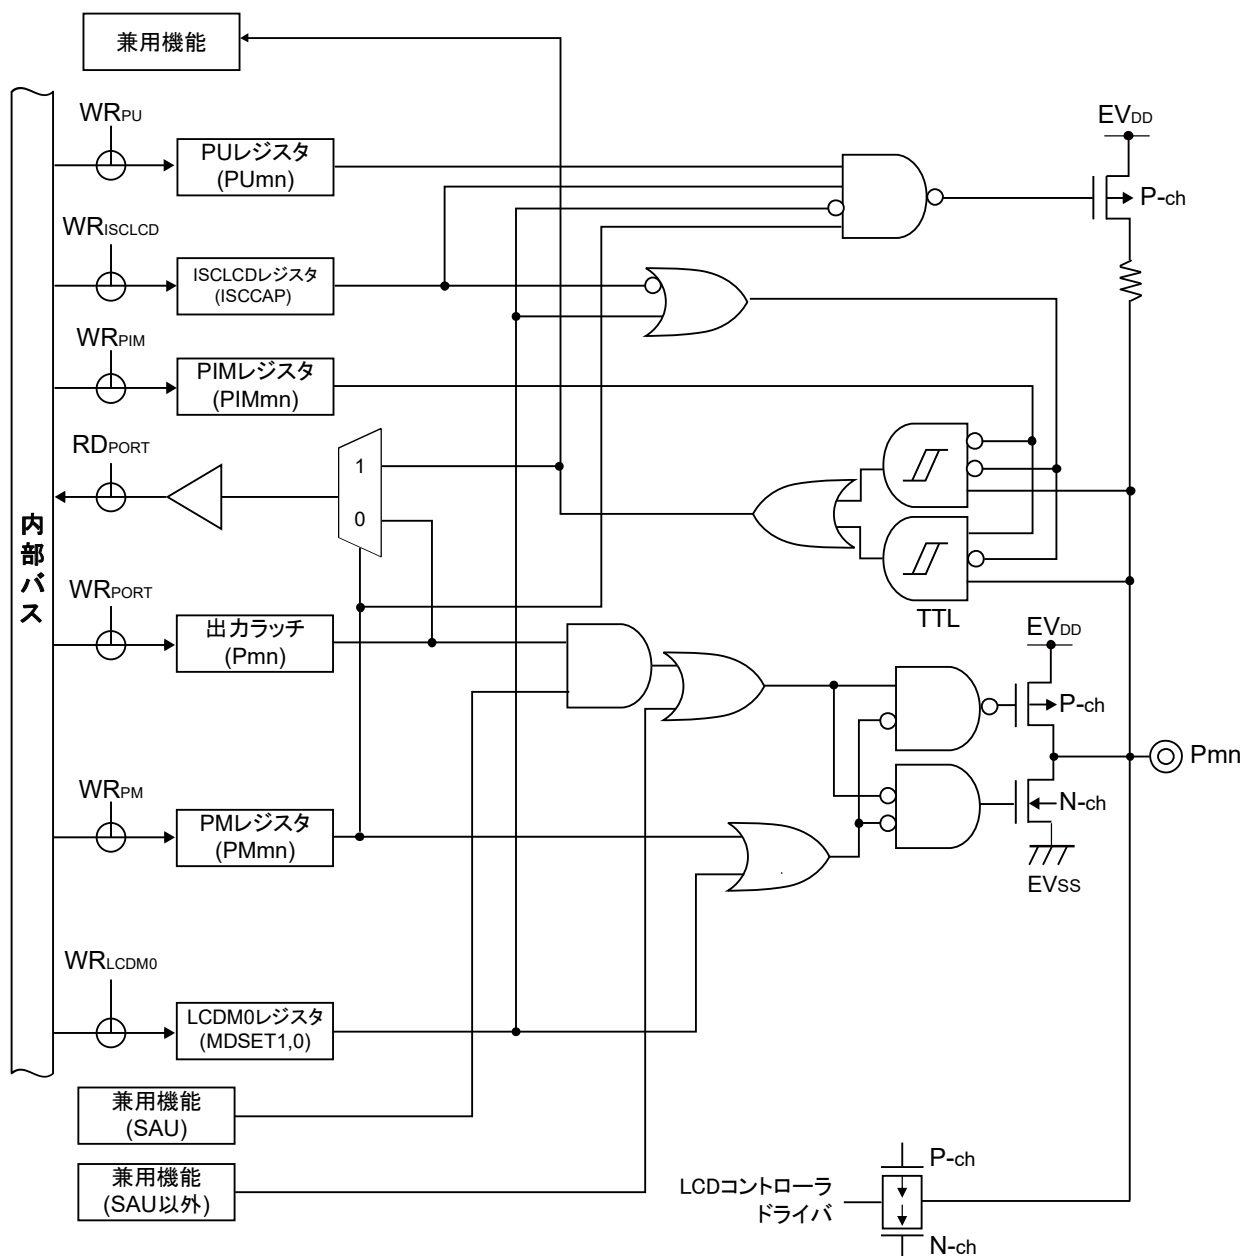 兼用機能
WRPU
PUレジスタ
(PUmn)
EVDD
P-ch
WRISCLCD
ISCLCDレジスタ
(ISCCAP)
WRPIM
PIMレジスタ
(PIMmn)
RDPORT
1
0
内部バス
TTL
WRPORT
出力ラッチ
(Pmn)
EVDD
P-ch
Pmn
N-ch
EVSS
WRPM
PMレジスタ
(PMmn)
WRLCDM0
LCDM0レジスタ
(MDSET1,0)
兼用機能
(SAU)
兼用機能
(SAU以外)
P-ch
LCDコントローラ
ドライバ
N-ch